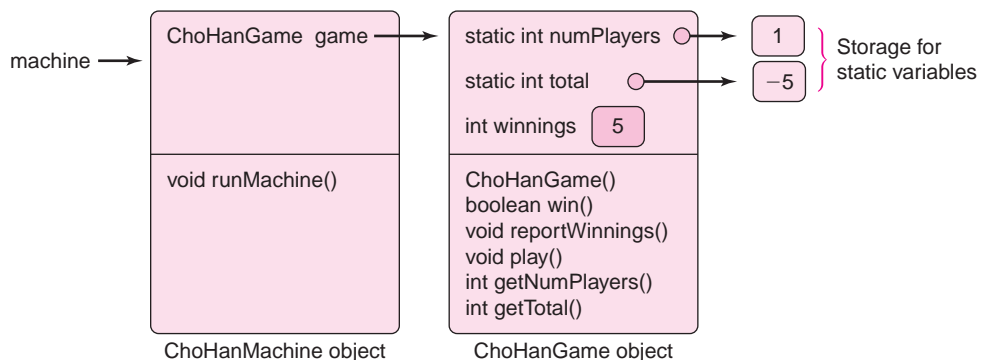 machine
ChoHanGame game
void runMachine()
ChoHanMachine object
static int numPlayers
static int total
int winnings 5
ChoHanGame()
boolean win()
void reportWinnings()
void play()
int getNumPlayers()
int getTotal()
ChoHanGame object
1
−5
Storage for
static variables